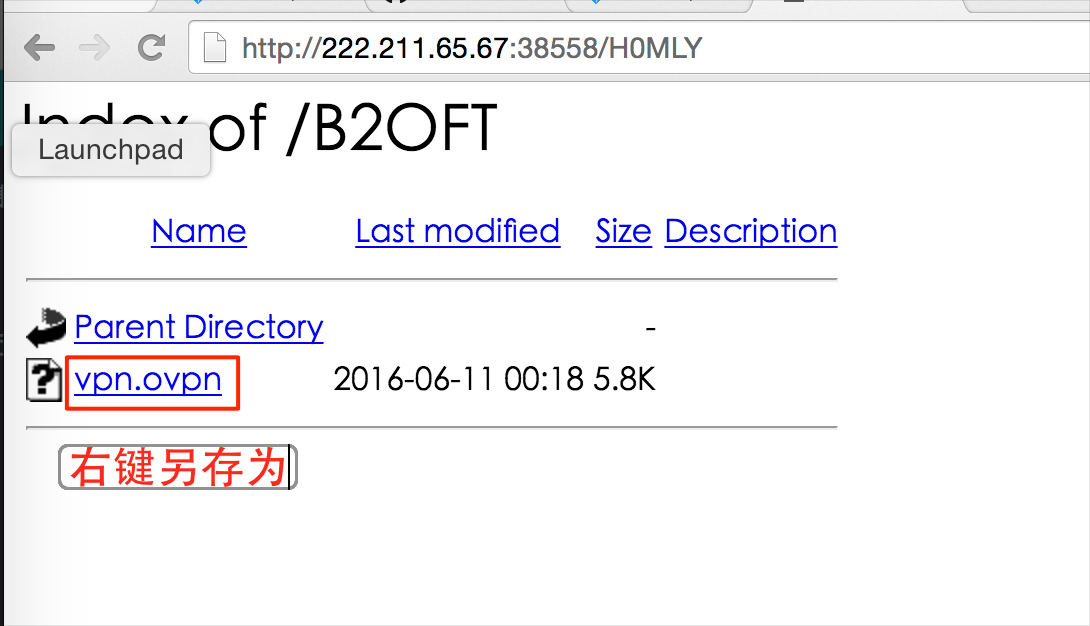 http://222.211.65.67:38558/H0MLY
Index of /B2OFT
Launchpad
Name Last modified Size Description
Parent Directory -
vpn.ovpn 2016-06-11 00:18 5.8K
右键另存为